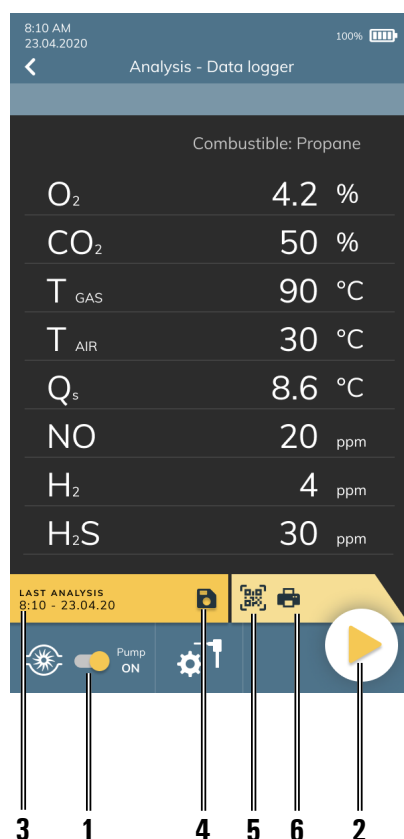 8:10 AM
23.04.2020
100%
Analysis - Data logger
Combustible: Propane
O₂ 4.2 %
CO₂ 50 %
T GAS 90 °C
T AIR 30 °C
Qs 8.6 °C
NO 20 ppm
H₂ 4 ppm
H₂S 30 ppm
LAST ANALYSIS
8:10 - 23.04.20
Pump
ON
3 1 4 5 6 2